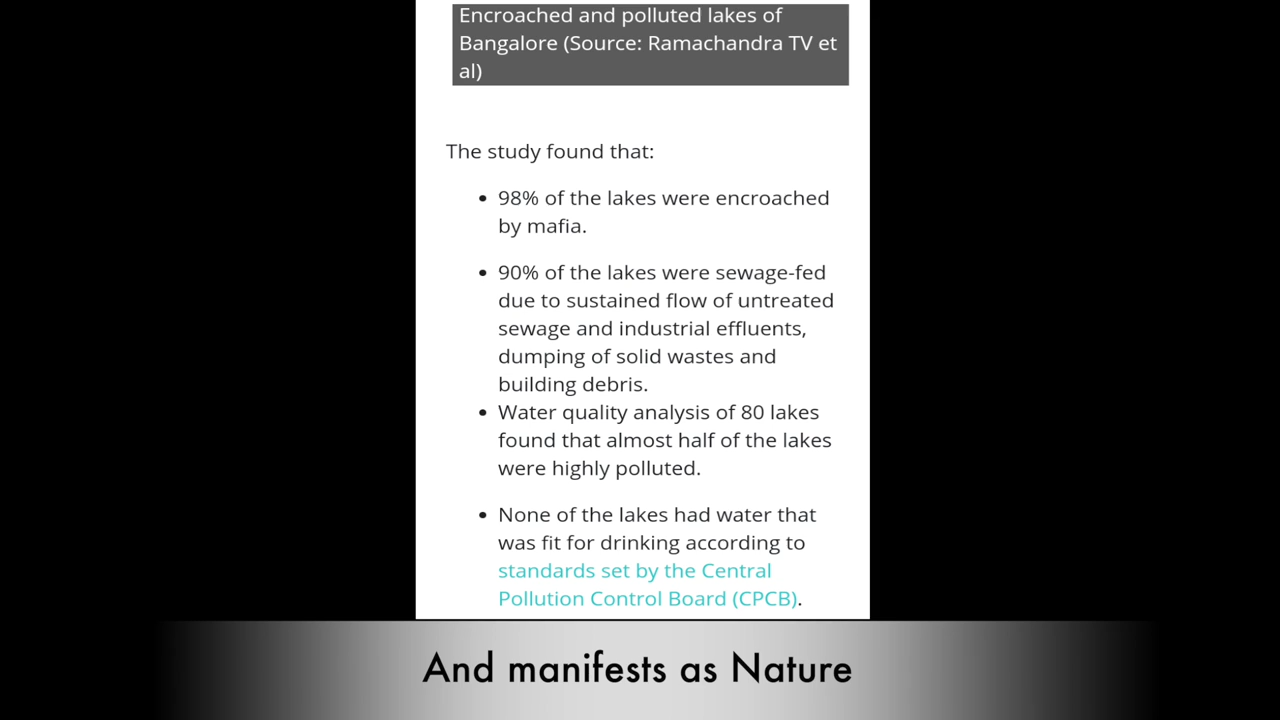 Encroached and polluted lakes of
Bangalore (Source: Ramachandra TV et
al)
The study found that:
• 98% of the lakes were encroached
by mafia.
• 90% of the lakes were sewage-fed
due to sustained flow of untreated
sewage and industrial effluents,
dumping of solid wastes and
building debris.
• Water quality analysis of 80 lakes
found that almost half of the lakes
were highly polluted.
• None of the lakes had water that
was fit for drinking according to
standards set by the Central
Pollution Control Board (CPCB).
And manifests as Nature